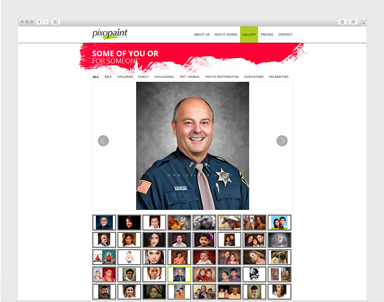 pixopaint
ABOUT US HOW IT WORKS GALLERY PRICING CONTACT
SOME OF YOU OR
FOR SOMEONE
ALL SELF CHILDREN FAMILY OCCASIONAL PET / ANIMAL PHOTO RESTORATION CARICATURE CELEBRITIES